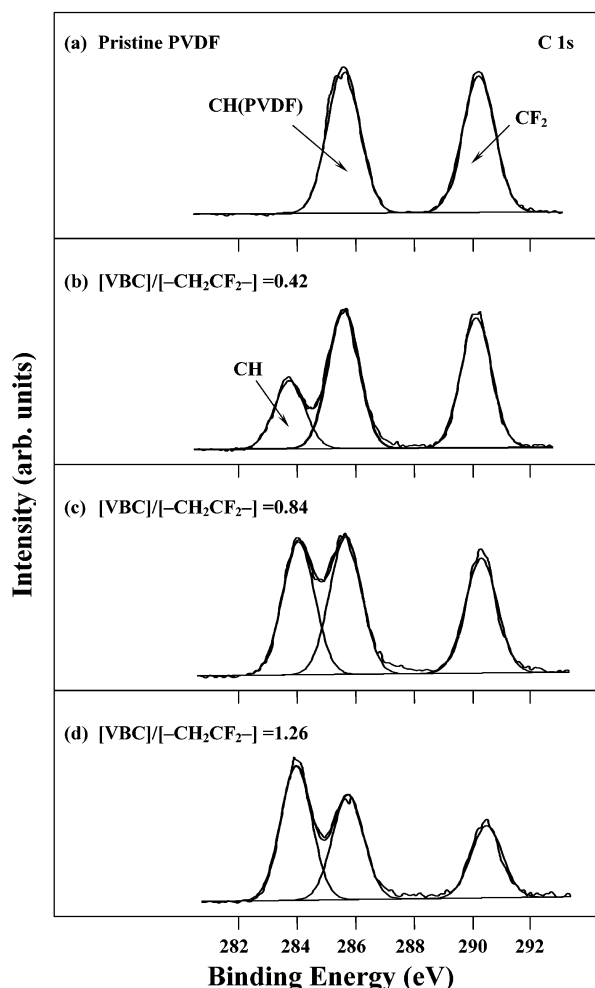 (a) Pristine PVDF C 1s
CH(PVDF)
CF₂
(b) [VBC]/[–CH₂CF₂–] =0.42
CH
(c) [VBC]/[–CH₂CF₂–] =0.84
(d) [VBC]/[–CH₂CF₂–] =1.26
Intensity (arb. units)
282 284 286 288 290 292
Binding Energy (eV)